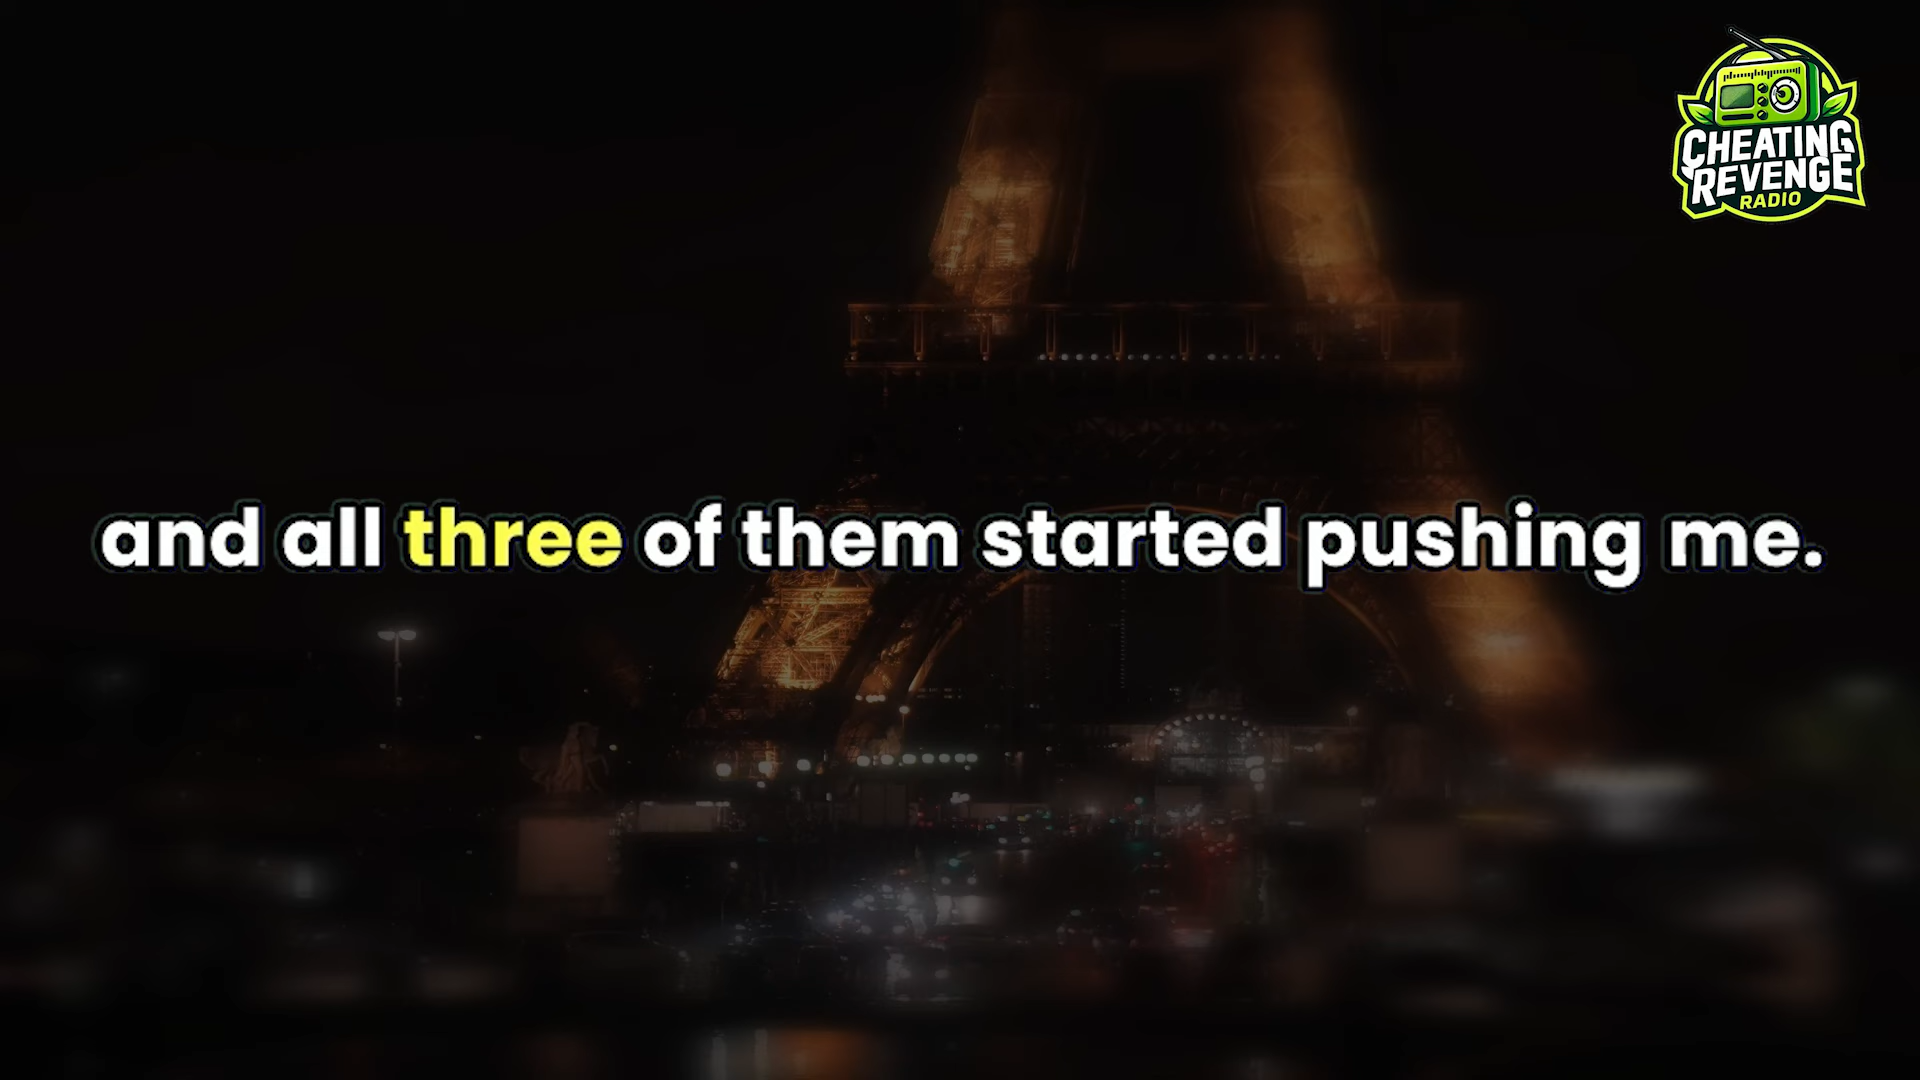 CHEATING
REVENGE
RADIO
and all three of them started pushing me.